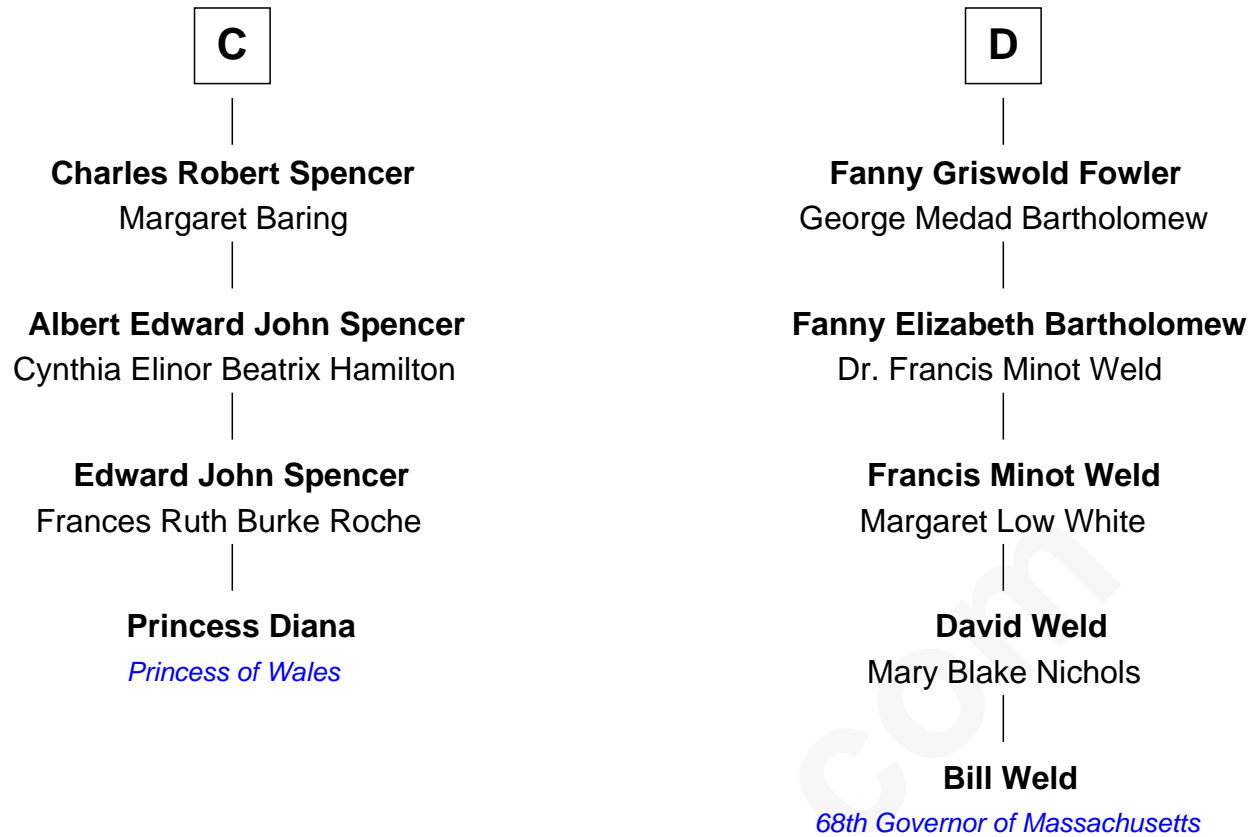 C
Charles Robert Spencer
Margaret Baring
Albert Edward John Spencer
Cynthia Elinor Beatrix Hamilton
Edward John Spencer
Frances Ruth Burke Roche
Princess Diana
Princess of Wales
D
Fanny Griswold Fowler
George Medad Bartholomew
Fanny Elizabeth Bartholomew
Dr. Francis Minot Weld
Francis Minot Weld
Margaret Low White
David Weld
Mary Blake Nichols
Bill Weld
68th Governor of Massachusetts
com